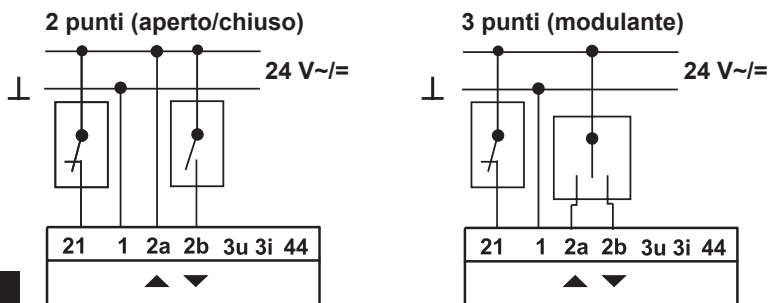 2 punti (aperto/chiuso)
24 V~/=
21 1 2a 2b 3u 3i 44
3 punti (modulante)
24 V~/=
21 1 2a 2b 3u 3i 44